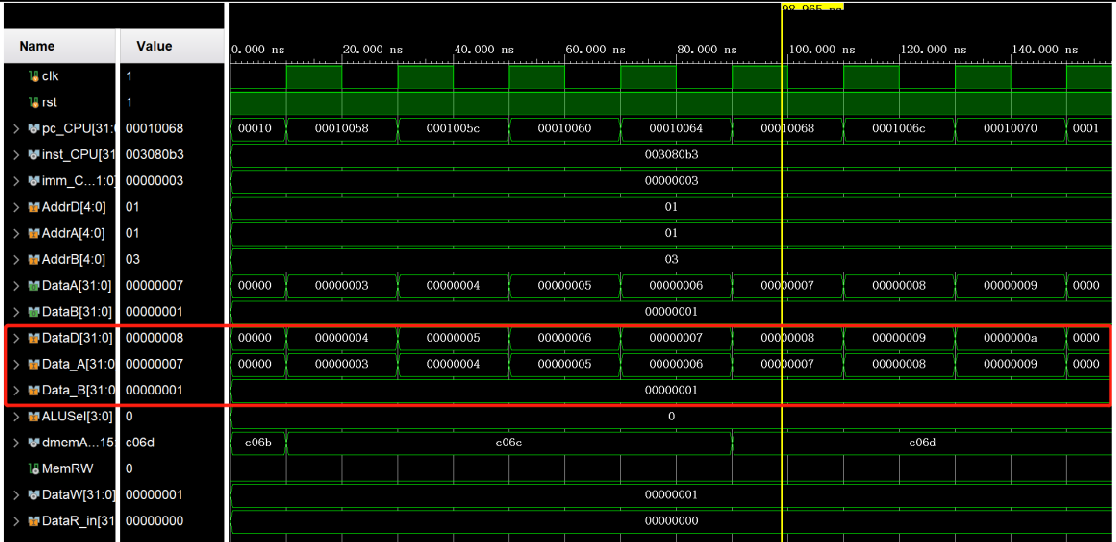 Name Value 0.000 ns 20.000 ns 40.000 ns 60.000 ns 80.000 ns 100.000 ns 120.000 ns 140.000 ns
clk 1
rst 1
pc_CPU[31:0 00010068 00010 00010058 0001005c 00010060 00010064 00010068 0001006c 00010070 0001
inst_CPU[31 003080b3 003080b3
imm_C...1:0] 00000003 00000003
AddrD[4:0] 01 01
AddrA[4:0] 01 01
AddrB[4:0] 03 03
DataA[31:0] 00000007 00000 00000003 00000004 00000005 00000006 00000007 00000008 00000009 0000
DataB[31:0] 00000001 00000001
DataD[31:0] 00000008 00000 00000004 00000005 00000006 00000007 00000008 00000009 0000000a 0000
Data_A[31:0 00000007 00000 00000003 00000004 00000005 00000006 00000007 00000008 00000009 0000
Data_B[31:0 00000001 00000001
ALUSel[3:0] 0 0
dmemA...15: c06d c06b c06c c06d
MemRW 0
DataW[31:0] 00000001 00000001
DataR_in[31 00000000 00000000